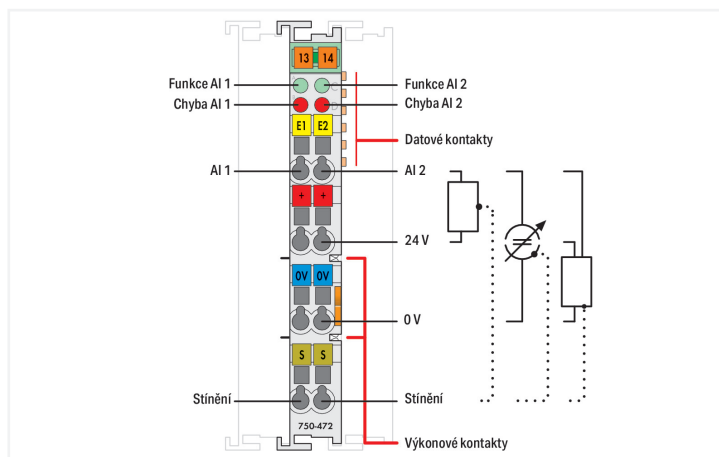 13 14
Funkce AI 1
Funkce AI 2
Chyba AI 1
Chyba AI 2
E1 E2
Datové kontakty
AI 1
AI 2
+ +
24 V
0V 0V
0 V
S S
Stínění
Stínění
750-472
Výkonové kontakty